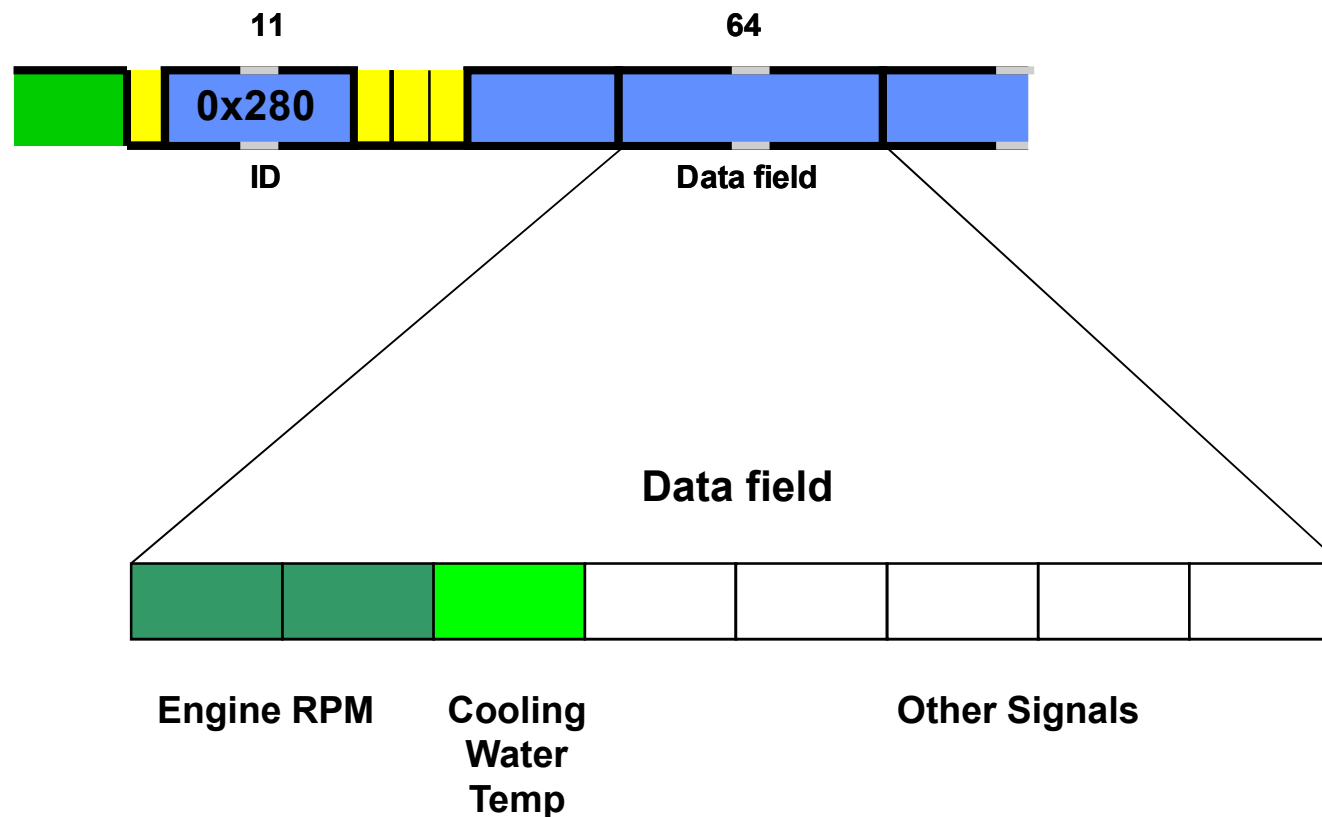 11
64
0x280
ID
Data field
Data field
Engine RPM
Cooling
Water
Temp
Other Signals